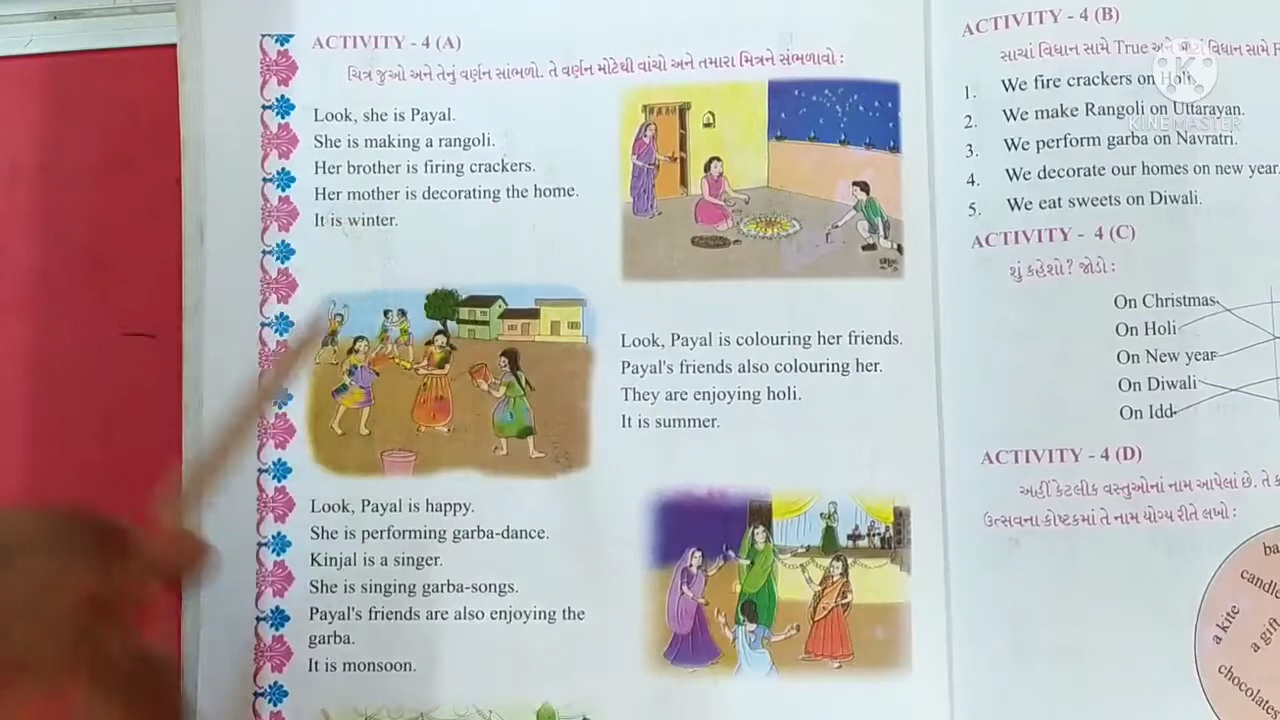 ACTIVITY - 4 (A)
ચિત્ર જુઓ અને તેનું વર્ણન સાંભળો. તે વર્ણન મોટેથી વાંચો અને તમારા મિત્રને સંભળાવો :
Look, she is Payal.
She is making a rangoli.
Her brother is firing crackers.
Her mother is decorating the home.
It is winter.
Look, Payal is colouring her friends.
Payal's friends also colouring her.
They are enjoying holi.
It is summer.
Look, Payal is happy.
She is performing garba-dance.
Kinjal is a singer.
She is singing garba-songs.
Payal's friends are also enjoying the
garba.
It is monsoon.
ACTIVITY - 4 (B)
સાચાં વિધાન સામે True અને વિધાન સામે
1. We fire crackers on Holi.
2. We make Rangoli on Uttarayan.
3. We perform garba on Navratri.
4. We decorate our homes on new year.
5. We eat sweets on Diwali.
ACTIVITY - 4 (C)
શું કહેશો? જોડો :
On Christmas
On Holi
On New year
On Diwali
On Idd
ACTIVITY - 4 (D)
અહીં કેટલીક વસ્તુઓનાં નામ આપેલાં છે. તે
ઉત્સવના કોષ્ટકમાં તે નામ યોગ્ય રીતે લખો :
ba
candle
a kite
a gift
chocolates
KINEMASTER